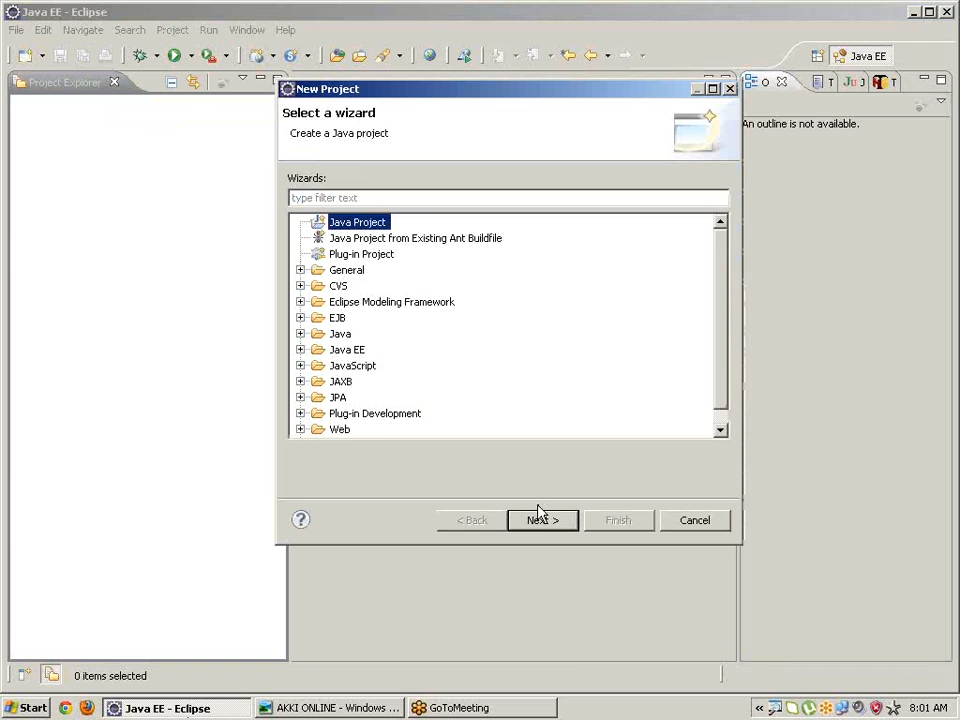 Java EE - Eclipse
File Edit Navigate Search Project Run Window Help
Java EE
Project Explorer
O
T
Ju J
T
New Project
Select a wizard
Create a Java project
An outline is not available.
Wizards:
type filter text
Java Project
Java Project from Existing Ant Buildfile
Plug-in Project
General
CVS
Eclipse Modeling Framework
EJB
Java
Java EE
JavaScript
JAXB
JPA
Plug-in Development
Web
?
< Back
Next >
Finish
Cancel
0 items selected
Start
Java EE - Eclipse
AKKI ONLINE - Windows ...
GoToMeeting
«
8:01 AM